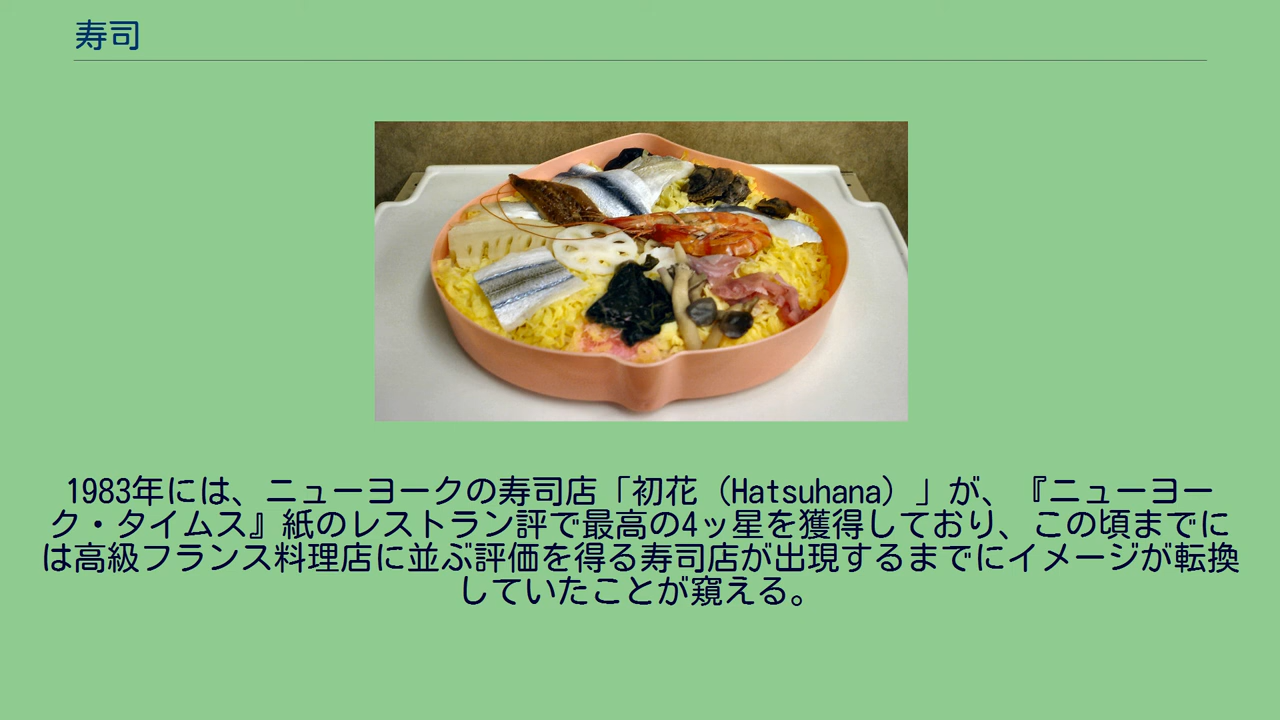 寿司
1983年には、ニューヨークの寿司店「初花（Hatsuhana）」が、『ニューヨー
ク・タイムス』紙のレストラン評で最高の4ッ星を獲得しており、この頃までに
は高級フランス料理店に並ぶ評価を得る寿司店が出現するまでにイメージが転換
していたことが窺える。